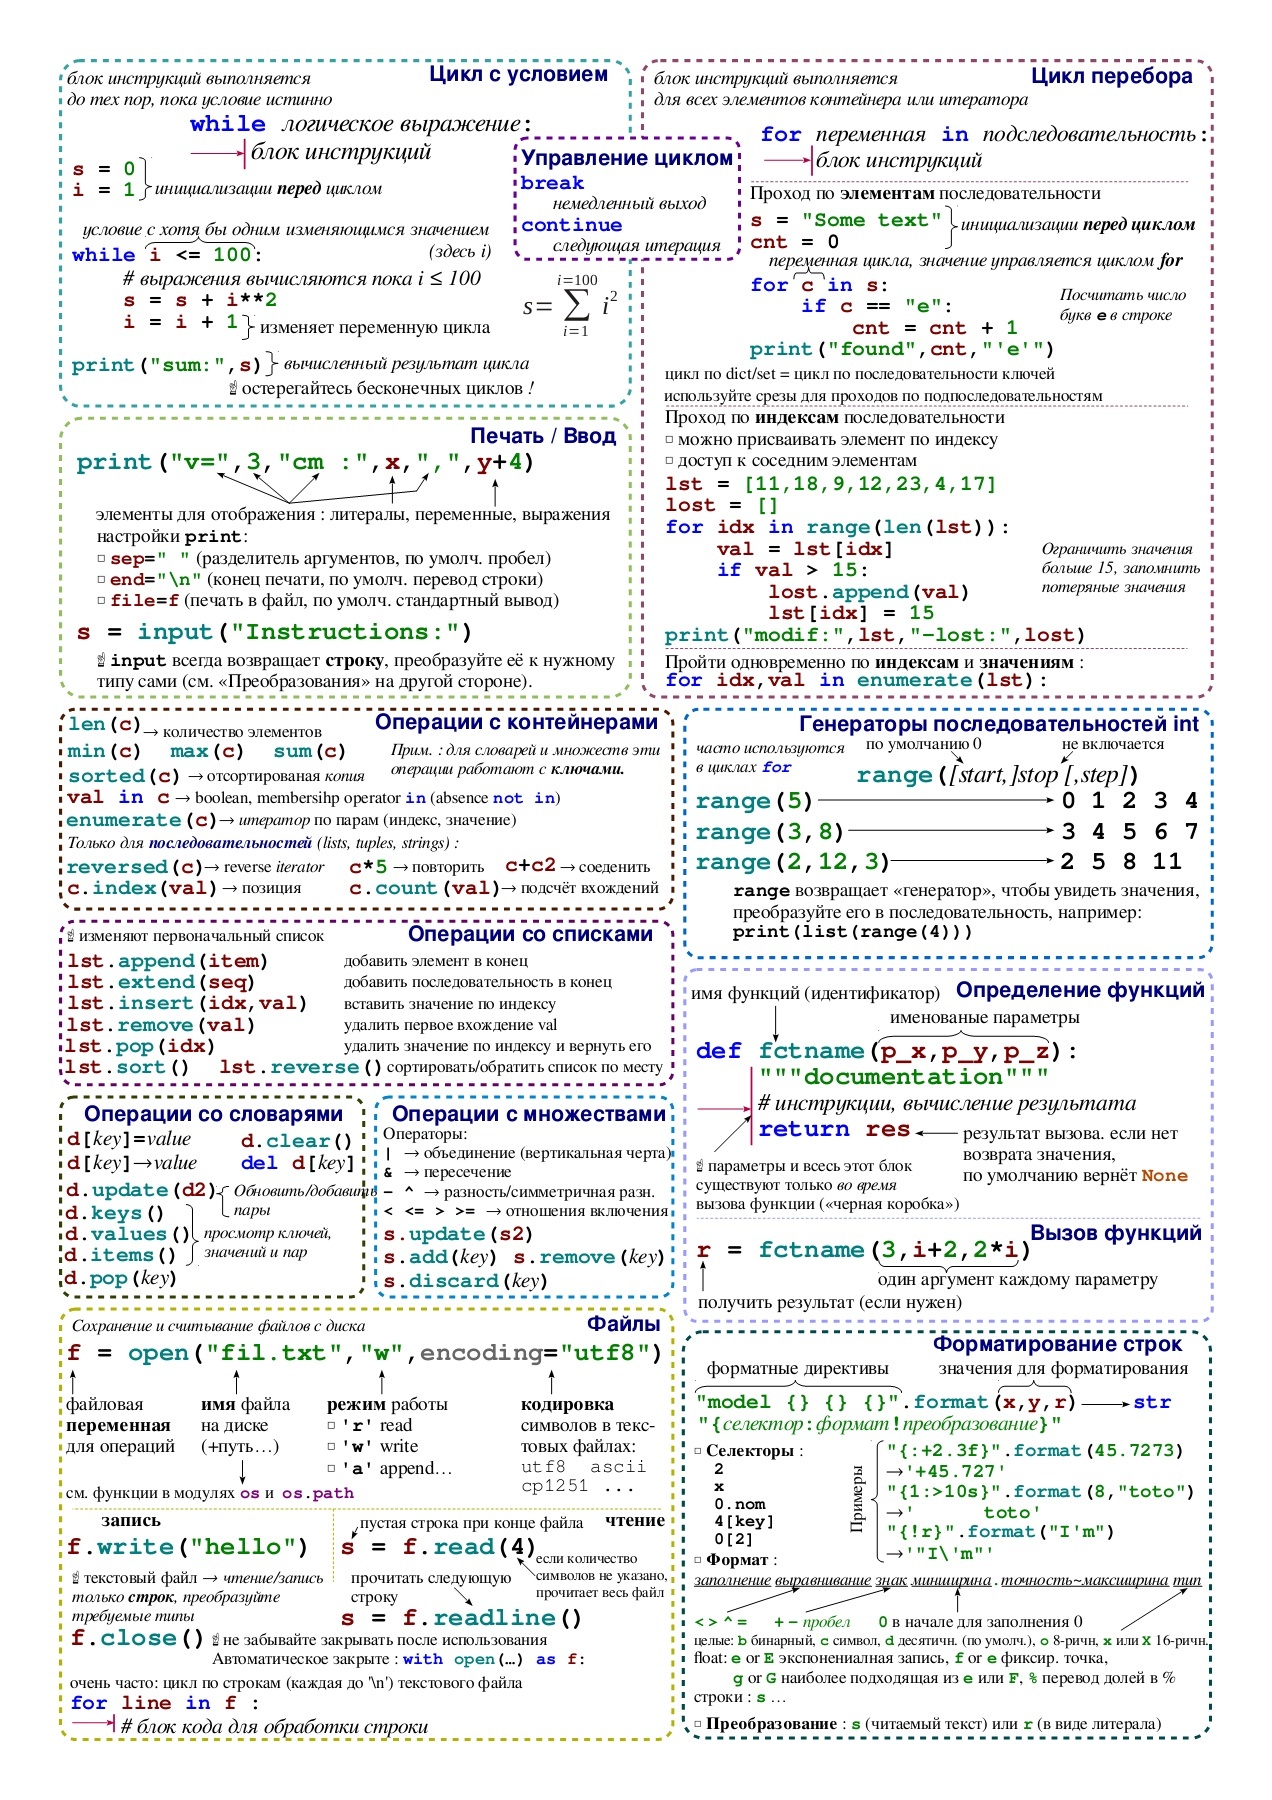 Цикл с условием
блок инструкций выполняется
до тех пор, пока условие истинно
while логическое выражение:
блок инструкций
s = 0
i = 1
инициализации перед циклом
условие с хотя бы одним изменяющимся значением
(здесь i)
while i <= 100:
# выражения вычисляются пока i ≤ 100
s = s + i**2
i = i + 1
изменяет переменную цикла
print("sum:",s)
вычисленный результат цикла
☝ остерегайтесь бесконечных циклов !
i=100
s=∑ i²
i=1
Управление циклом
break
немедленный выход
continue
следующая итерация
Цикл перебора
блок инструкций выполняется
для всех элементов контейнера или итератора
for переменная in подследовательность:
блок инструкций
Проход по элементам последовательности
s = "Some text"
cnt = 0
инициализации перед циклом
переменная цикла, значение управляется циклом for
for c in s:
if c == "e":
cnt = cnt + 1
print("found",cnt,"'e'")
Посчитать число
букв е в строке
цикл по dict/set = цикл по последовательности ключей
используйте срезы для проходов по подпоследовательностям
Проход по индексам последовательности
□ можно присваивать элемент по индексу
□ доступ к соседним элементам
lst = [11,18,9,12,23,4,17]
lost = []
for idx in range(len(lst)):
val = lst[idx]
if val > 15:
lost.append(val)
lst[idx] = 15
print("modif:",lst,"-lost:",lost)
Ограничить значения
больше 15, запомнить
потеряные значения
Пройти одновременно по индексам и значениям :
for idx,val in enumerate(lst):
Печать / Ввод
print("v=",3,"cm :",x,",",y+4)
элементы для отображения : литералы, переменные, выражения
настройки print:
□ sep=" " (разделитель аргументов, по умолч. пробел)
□ end="\n" (конец печати, по умолч. перевод строки)
□ file=f (печать в файл, по умолч. стандартный вывод)
s = input("Instructions:")
☝ input всегда возвращает строку, преобразуйте её к нужному
типу сами (см. «Преобразования» на другой стороне).
Операции с контейнерами
len(c)→ количество элементов
min(c) max(c) sum(c)
Прим. : для словарей и множеств эти
операции работают с ключами.
sorted(c) → отсортированая копия
val in c → boolean, membersihp operator in (absence not in)
enumerate(c)→ итератор по парам (индекс, значение)
Только для последовательностей (lists, tuples, strings) :
reversed(c)→ reverse iterator c*5 → повторить c+c2 → соеденить
c.index(val) → позиция c.count(val)→ подсчёт вхождений
Генераторы последовательностей int
часто используются
в циклах for
по умолчанию 0 не включается
range([start,]stop [,step])
range(5) 0 1 2 3 4
range(3,8) 3 4 5 6 7
range(2,12,3) 2 5 8 11
range возвращает «генератор», чтобы увидеть значения,
преобразуйте его в последовательность, например:
print(list(range(4)))
Операции со списками
☝ изменяют первоначальный список
lst.append(item) добавить элемент в конец
lst.extend(seq) добавить последовательность в конец
lst.insert(idx,val) вставить значение по индексу
lst.remove(val) удалить первое вхождение val
lst.pop(idx) удалить значение по индексу и вернуть его
lst.sort() lst.reverse() сортировать/обратить список по месту
Операции со словарями
d[key]=value d.clear()
d[key]→value del d[key]
d.update(d2) Обновить/добавить
пары
d.keys()
d.values()
d.items()
просмотр ключей,
значений и пар
d.pop(key)
Операции с множествами
Операторы:
| → объединение (вертикальная черта)
& → пересечение
- ^ → разность/симметричная разн.
< <= > >= → отношения включения
s.update(s2)
s.add(key) s.remove(key)
s.discard(key)
Определение функций
имя функций (идентификатор)
именованые параметры
def fctname(p_x,p_y,p_z):
"""documentation"""
# инструкции, вычисление результата
return res
результат вызова. если нет
возврата значения,
по умолчанию вернёт None
☝ параметры и всесь этот блок
существуют только во время
вызова функции («черная коробка»)
Вызов функций
r = fctname(3,i+2,2*i)
один аргумент каждому параметру
получить результат (если нужен)
Файлы
Сохранение и считывание файлов с диска
f = open("fil.txt","w",encoding="utf8")
файловая
переменная
для операций
имя файла
на диске
(+путь…)
режим работы
□ 'r' read
□ 'w' write
□ 'a' append…
кодировка
символов в текс-
товых файлах:
utf8 ascii
cp1251 ...
см. функции в модулях os и os.path
запись
f.write("hello")
☝ текстовый файл → чтение/запись
только строк, преобразуйте
требуемые типы
чтение
пустая строка при конце файла
s = f.read(4)
если количество
символов не указано,
прочитает весь файл
прочитать следующую
строку
s = f.readline()
f.close() ☝ не забывайте закрывать после использования
Автоматическое закрыте : with open(…) as f:
очень часто: цикл по строкам (каждая до '\n') текстового файла
for line in f :
# блок кода для обработки строки
Форматирование строк
форматные директивы значения для форматирования
"model {} {} {}".format(x,y,r) str
"{селектор:формат!преобразование}"
□ Селекторы :
2
x
0.nom
4[key]
0[2]
Примеры
"{:+2.3f}".format(45.7273)
→'+45.727'
"{1:>10s}".format(8,"toto")
→'      toto'
"{!r}".format("I'm")
→'"I\'m"'
□ Формат :
заполнение выравнивание знак минширина . точность~максширина тип
< > ^ = + - пробел 0 в начале для заполнения 0
целые: b бинарный, c символ, d десятичн. (по умолч.), o 8-ричн, x или X 16-ричн.
float: e or E экспонениалная запись, f or e фиксир. точка,
g or G наиболее подходящая из e или F, % перевод долей в %
строки : s …
□ Преобразование : s (читаемый текст) или r (в виде литерала)